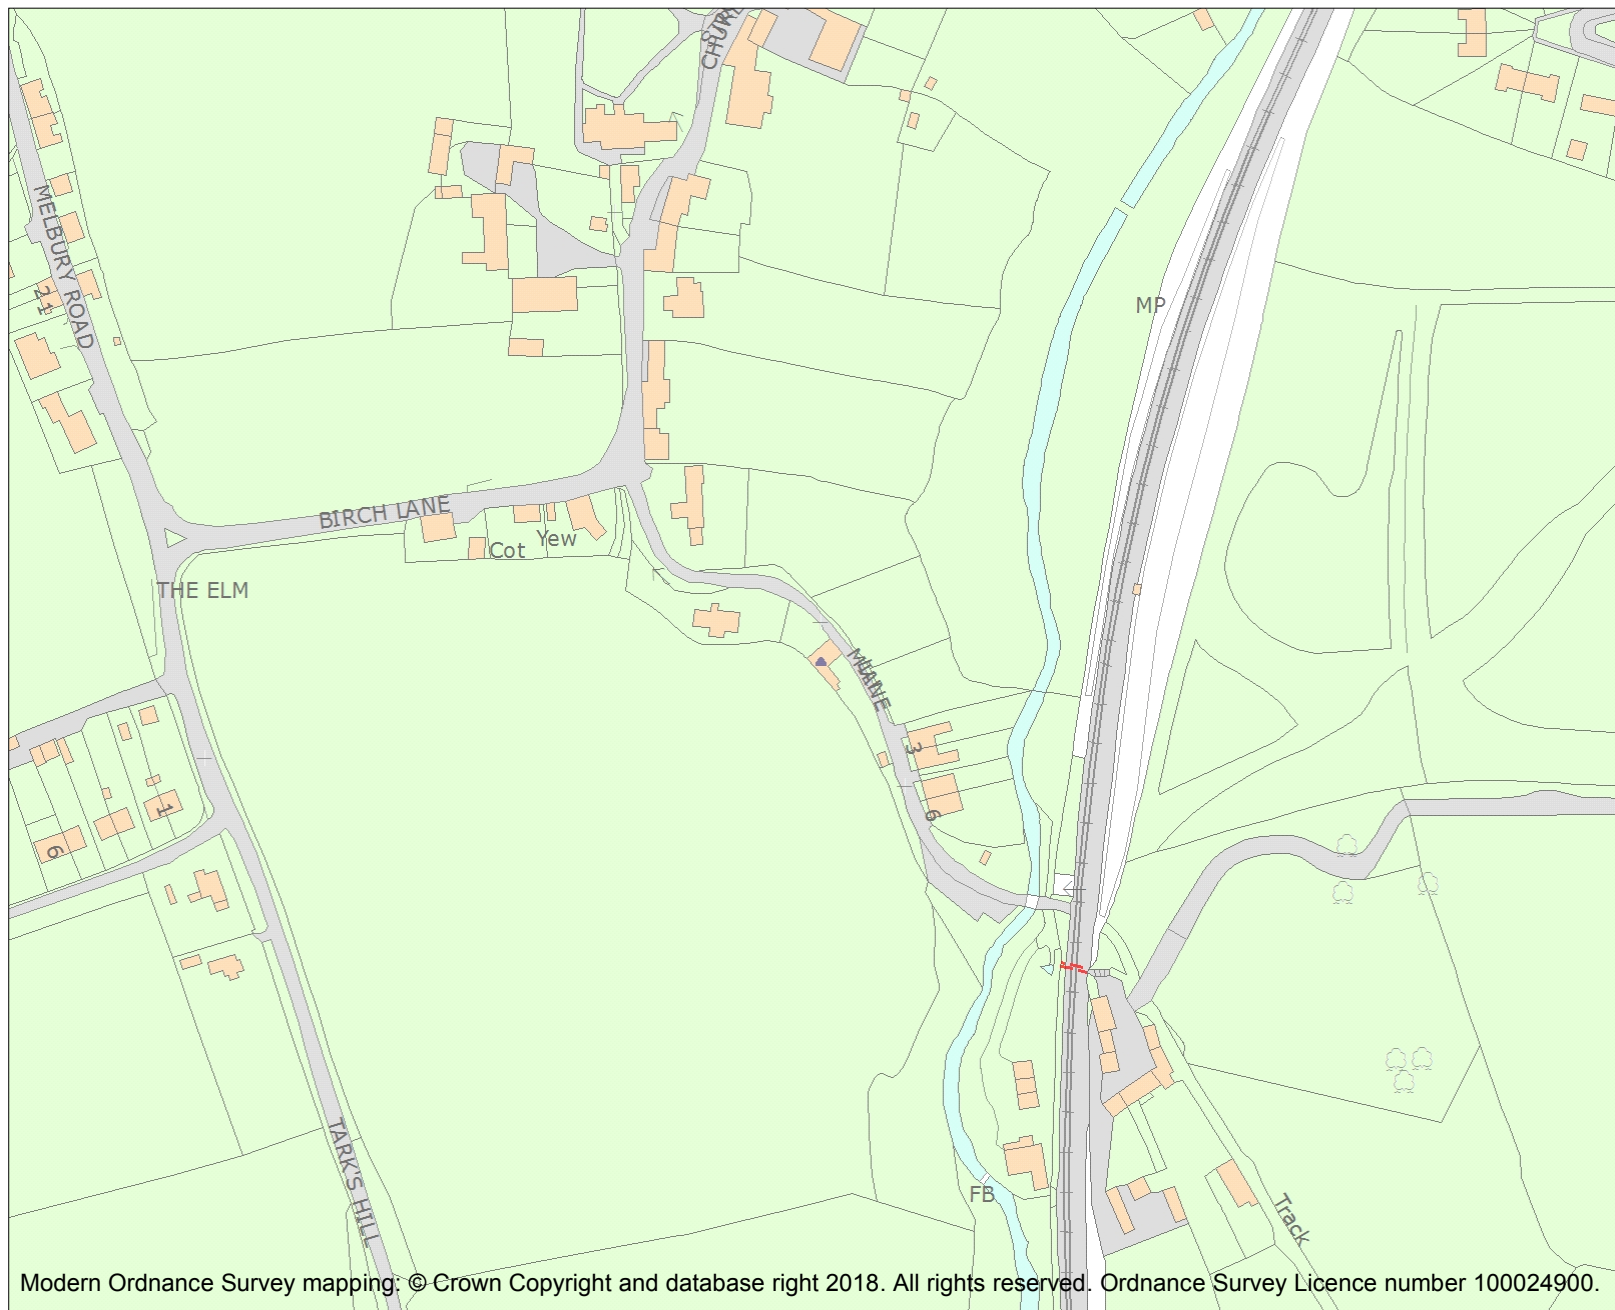 CHURCH
MELBURY ROAD
21
MP
BIRCH LANE
Cot
Yew
THE ELM
LANE
3
1
6
6
TARK'S HILL
FB
Track
Modern Ordnance Survey mapping: © Crown Copyright and database right 2018. All rights reserved. Ordnance Survey Licence number 100024900.